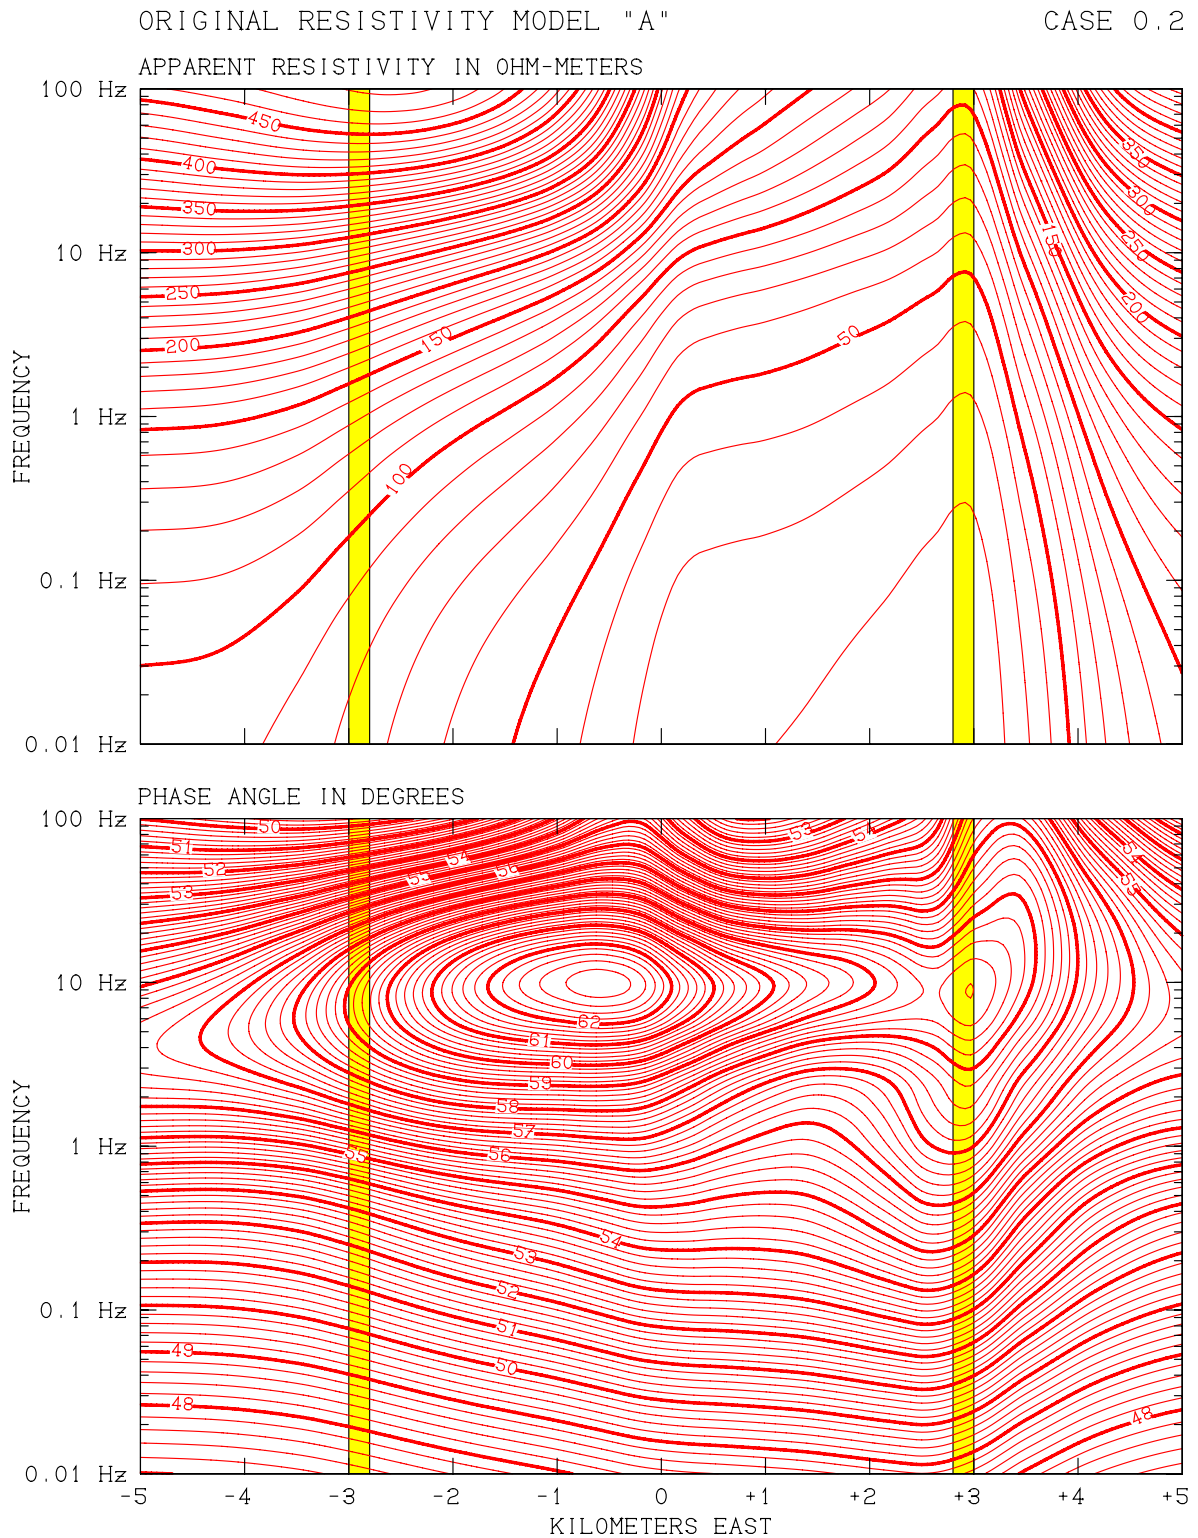 ORIGINAL RESISTIVITY MODEL "A" CASE 0.2
APPARENT RESISTIVITY IN OHM-METERS
100 Hz
450
400
350
350
300
300
10 Hz
150
250
250
200
200
150
50
FREQUENCY
1 Hz
100
0.1 Hz
0.01 Hz
PHASE ANGLE IN DEGREES
100 Hz
50
53
54
51
54
54
52
55
56
55
53
10 Hz
62
61
60
59
58
57
FREQUENCY
1 Hz
55
56
54
53
52
0.1 Hz
51
49
50
48
48
0.01 Hz
-5 -4 -3 -2 -1 0 +1 +2 +3 +4 +5
KILOMETERS EAST